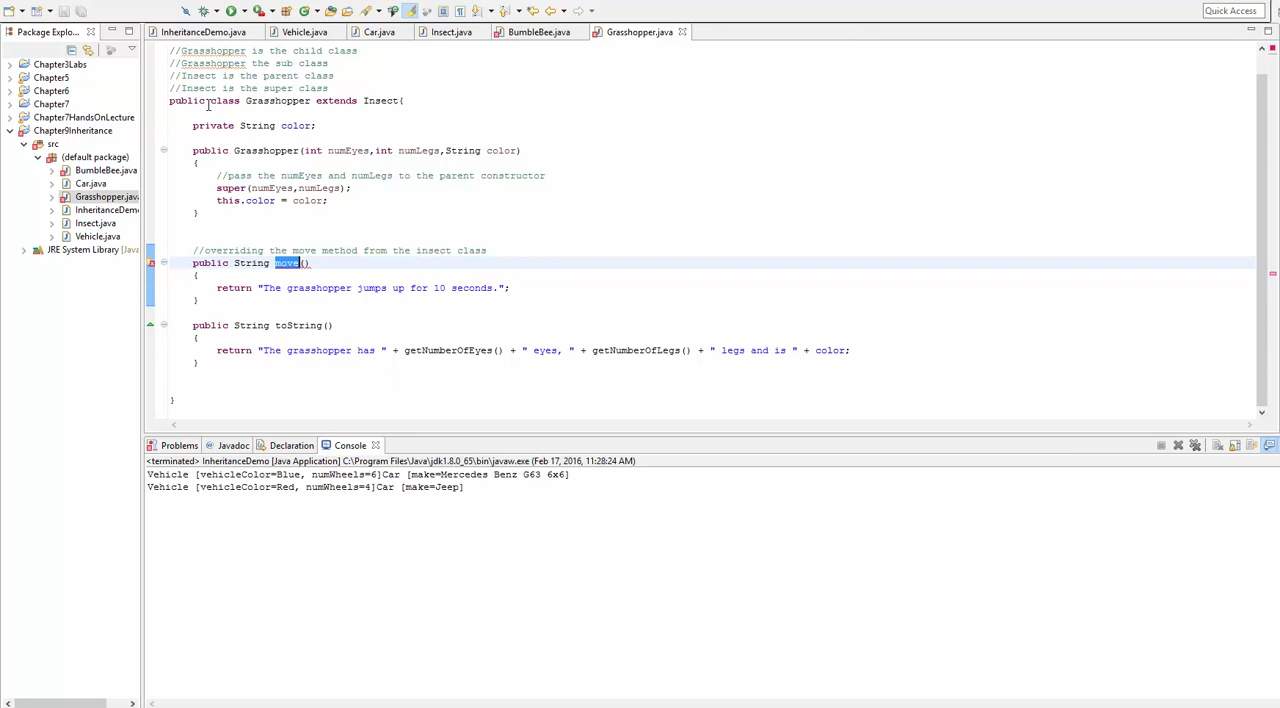 Quick Access
Package Explo...
InheritanceDemo.java
Vehicle.java
Car.java
Insect.java
BumbleBee.java
Grasshopper.java
Chapter3Labs
Chapter5
Chapter6
Chapter7
Chapter7HandsOnLecture
Chapter9Inheritance
src
(default package)
BumbleBee.java
Car.java
Grasshopper.java
InheritanceDemo
Insect.java
Vehicle.java
JRE System Library [Java
//Grasshopper is the child class
//Grasshopper the sub class
//Insect is the parent class
//Insect is the super class
public class Grasshopper extends Insect{
private String color;
public Grasshopper(int numEyes,int numLegs,String color)
{
//pass the numEyes and numLegs to the parent constructor
super(numEyes,numLegs);
this.color = color;
}
//overriding the move method from the insect class
public String move()
{
return "The grasshopper jumps up for 10 seconds.";
}
public String toString()
{
return "The grasshopper has " + getNumberOfEyes() + " eyes, " + getNumberOfLegs() + " legs and is " + color;
}
}
Problems
@ Javadoc
Declaration
Console
<terminated> InheritanceDemo [Java Application] C:\Program Files\Java\jdk1.8.0_65\bin\javaw.exe (Feb 17, 2016, 11:28:24 AM)
Vehicle [vehicleColor=Blue, numWheels=6]Car [make=Mercedes Benz G63 6x6]
Vehicle [vehicleColor=Red, numWheels=4]Car [make=Jeep]